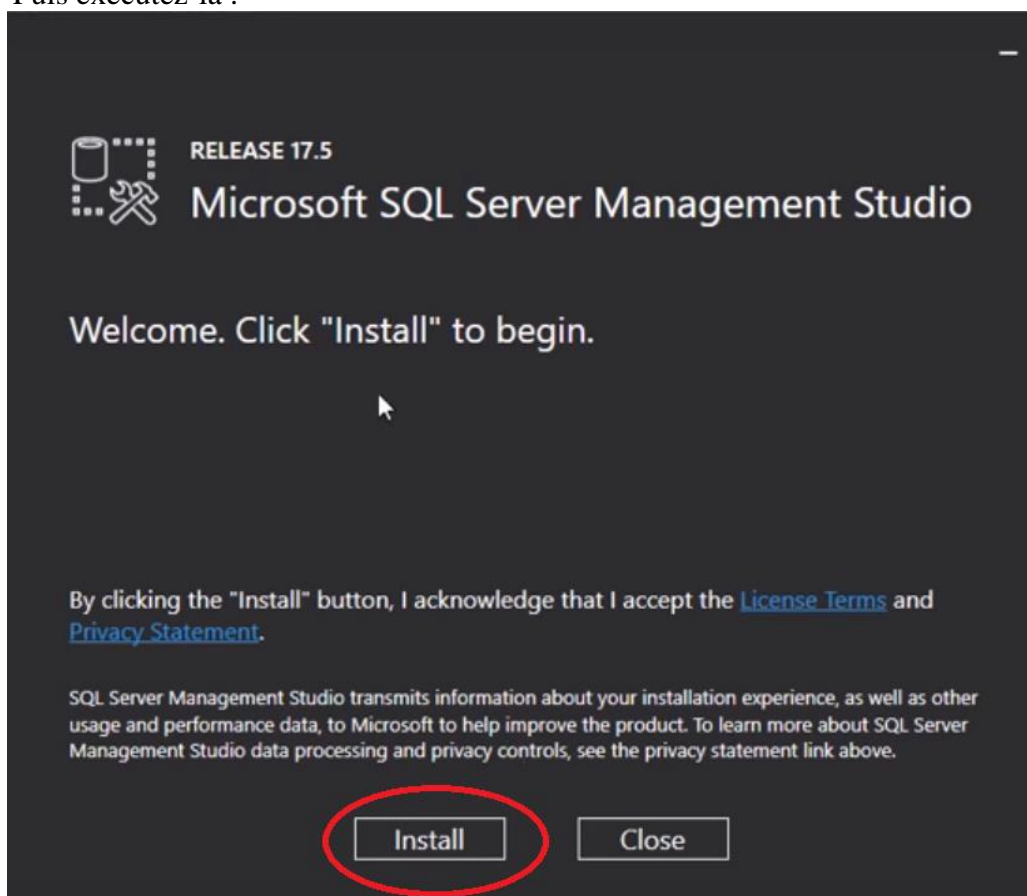 Puis exécutez-la :
RELEASE 17.5
Microsoft SQL Server Management Studio
Welcome. Click "Install" to begin.
By clicking the "Install" button, I acknowledge that I accept the License Terms and
Privacy Statement.
SQL Server Management Studio transmits information about your installation experience, as well as other
usage and performance data, to Microsoft to help improve the product. To learn more about SQL Server
Management Studio data processing and privacy controls, see the privacy statement link above.
Install Close